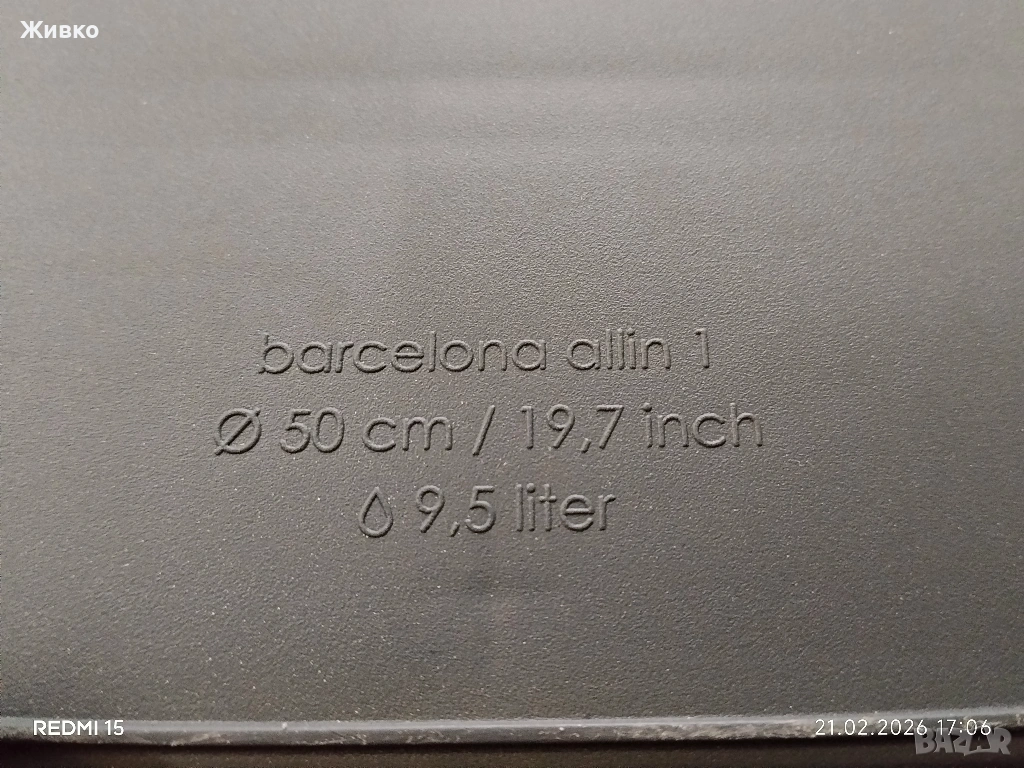 Живко
barcelona allin 1
Ø 50 cm / 19,7 inch
9,5 liter
REDMI 15
21.02.2026 17:06
BAZAR